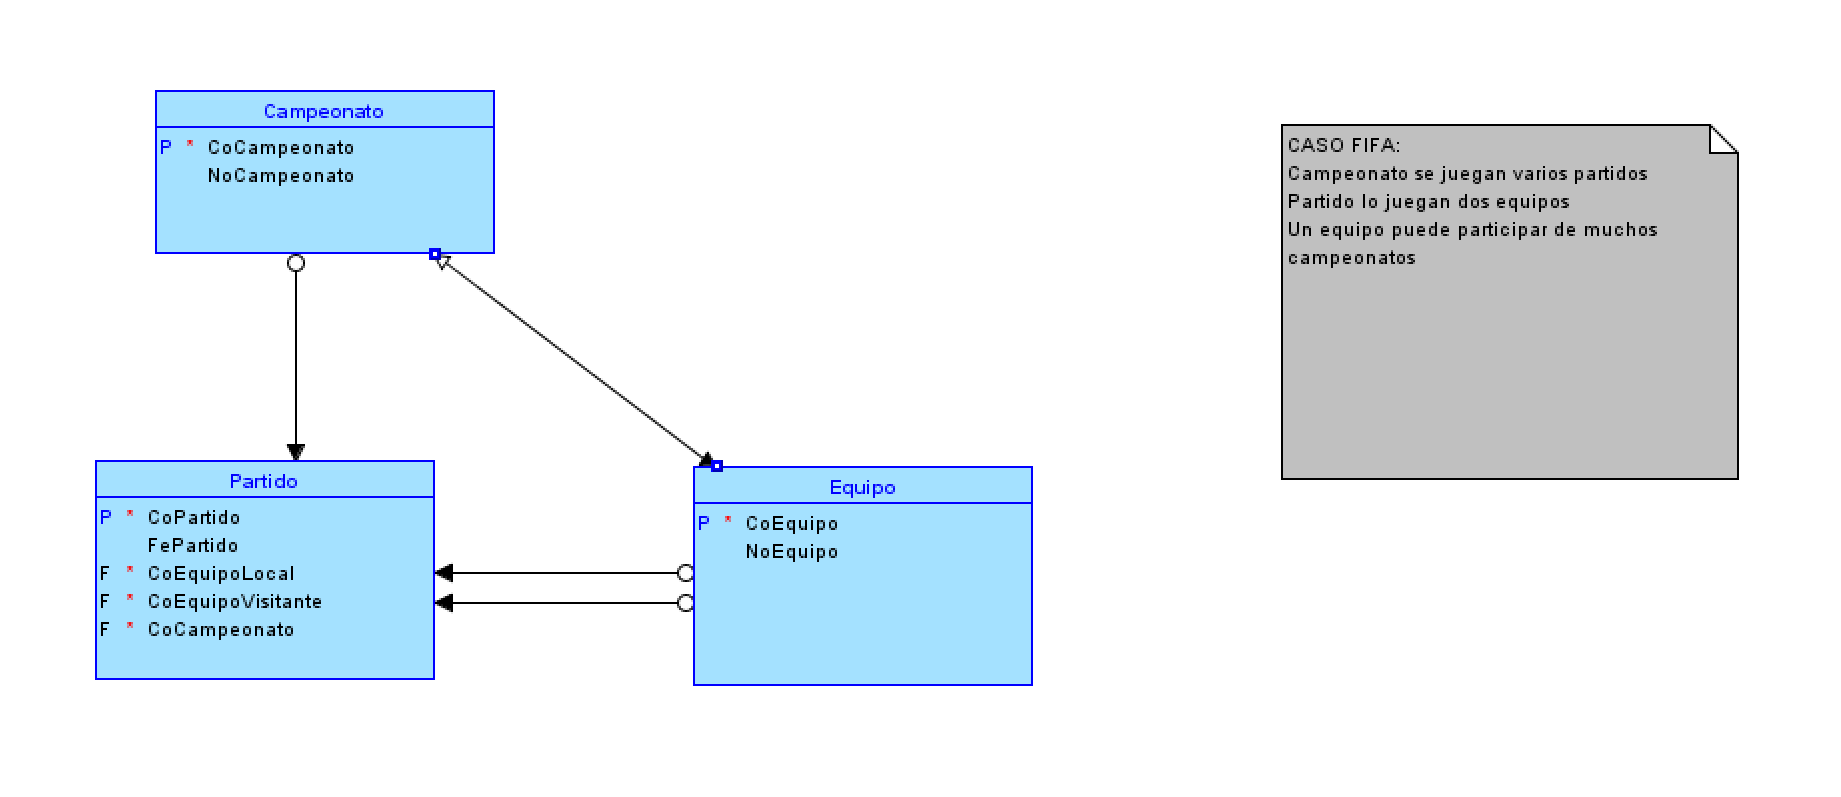 Campeonato
P * CoCampeonato
NoCampeonato
CASO FIFA:
Campeonato se juegan varios partidos
Partido lo juegan dos equipos
Un equipo puede participar de muchos
campeonatos
Partido
P * CoPartido
FePartido
F * CoEquipoLocal
F * CoEquipoVisitante
F * CoCampeonato
Equipo
P * CoEquipo
NoEquipo